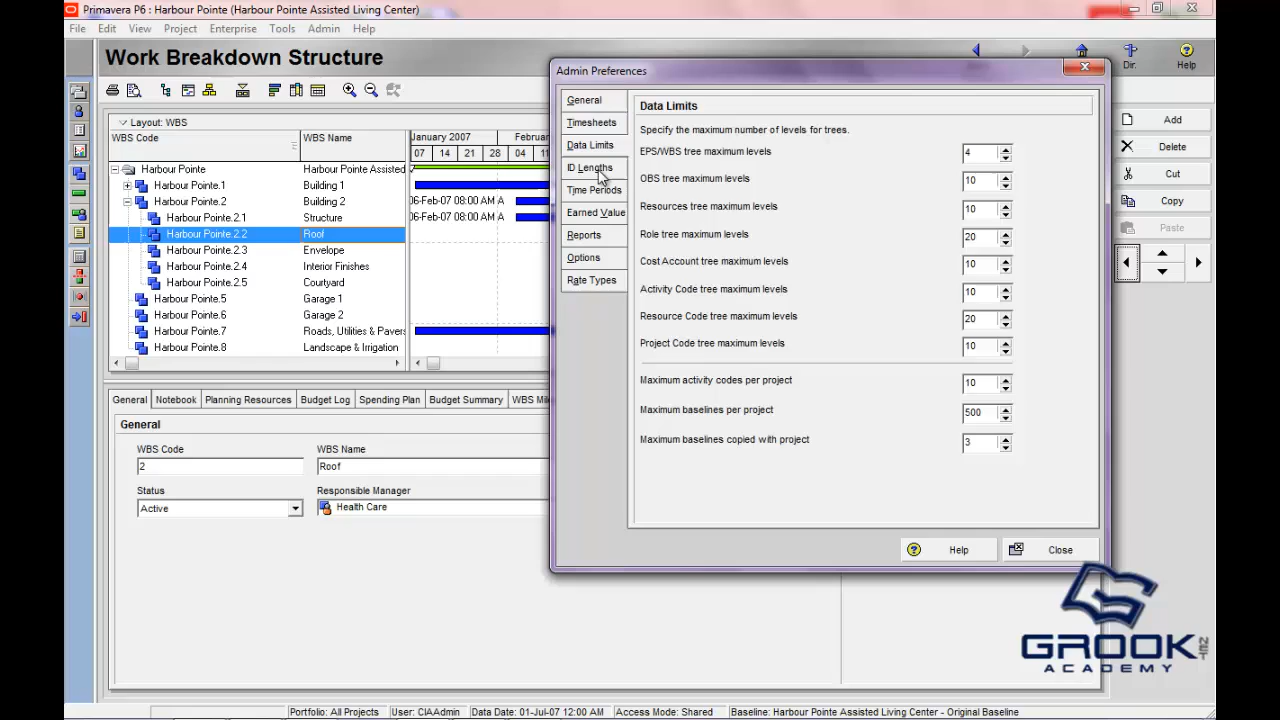 Primavera P6 : Harbour Pointe (Harbour Pointe Assisted Living Center)
File Edit View Project Enterprise Tools Admin Help
Work Breakdown Structure
Dir. Help
Layout: WBS
WBS Code WBS Name
January 2007 Februar
07 14 21 28 04 11
Harbour Pointe Harbour Pointe Assisted
Harbour Pointe.1 Building 1
Harbour Pointe.2 Building 2 06-Feb-07 08:00 AM A
Harbour Pointe.2.1 Structure 06-Feb-07 08:00 AM A
Harbour Pointe.2.2 Roof
Harbour Pointe.2.3 Envelope
Harbour Pointe.2.4 Interior Finishes
Harbour Pointe.2.5 Courtyard
Harbour Pointe.5 Garage 1
Harbour Pointe.6 Garage 2
Harbour Pointe.7 Roads, Utilities & Pavers
Harbour Pointe.8 Landscape & Irrigation
General Notebook Planning Resources Budget Log Spending Plan Budget Summary WBS Mile
General
WBS Code WBS Name
2 Roof
Status Responsible Manager
Active Health Care
Admin Preferences
General
Timesheets
Data Limits
ID Lengths
Time Periods
Earned Value
Reports
Options
Rate Types
Data Limits
Specify the maximum number of levels for trees.
EPS/WBS tree maximum levels 4
OBS tree maximum levels 10
Resources tree maximum levels 10
Role tree maximum levels 20
Cost Account tree maximum levels 10
Activity Code tree maximum levels 10
Resource Code tree maximum levels 20
Project Code tree maximum levels 10
Maximum activity codes per project 10
Maximum baselines per project 500
Maximum baselines copied with project 3
Help Close
Add
Delete
Cut
Copy
Paste
GROOK .NET
ACADEMY
Portfolio: All Projects User: CIAAdmin Data Date: 01-Jul-07 12:00 AM Access Mode: Shared Baseline: Harbour Pointe Assisted Living Center - Original Baseline